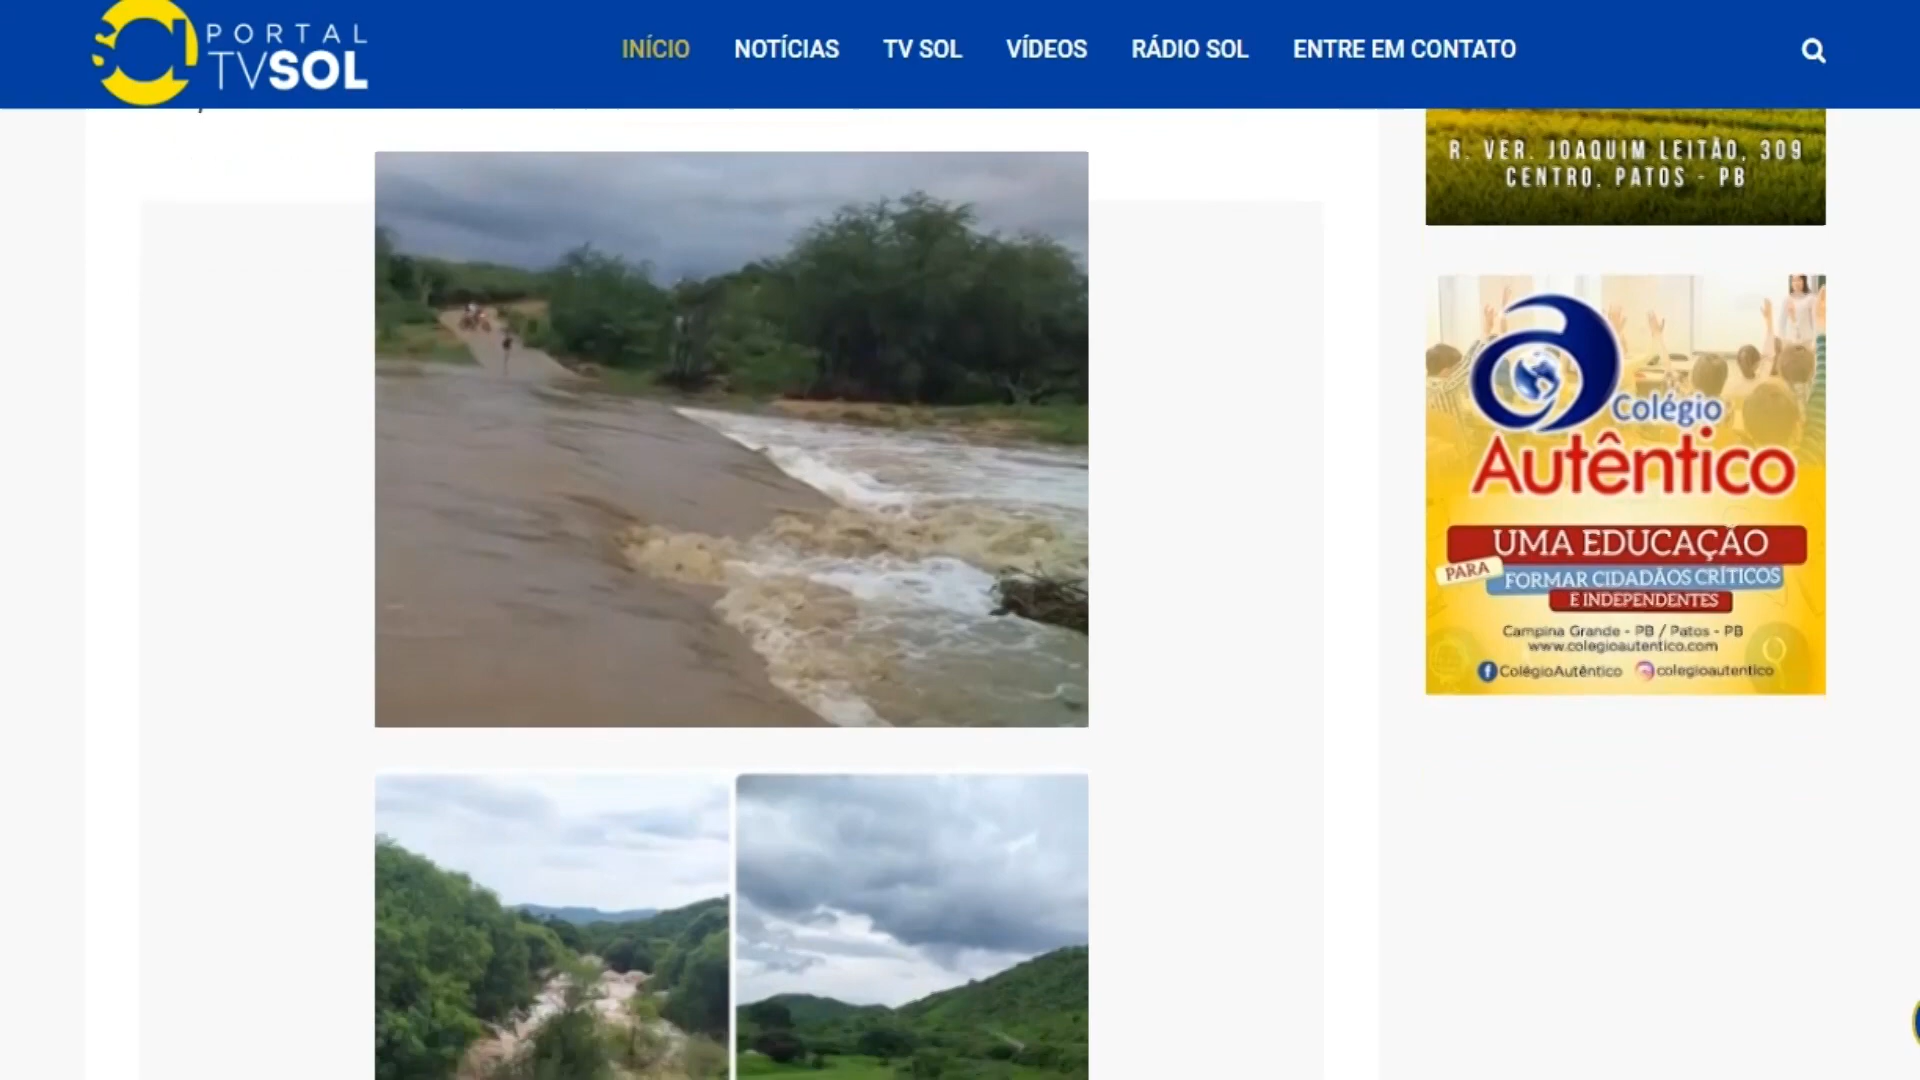 PORTAL
TVSOL
INÍCIO
NOTÍCIAS
TV SOL
VÍDEOS
RÁDIO SOL
ENTRE EM CONTATO
R. VER. JOAQUIM LEITÃO, 309
CENTRO. PATOS - PB
Colégio
Autêntico
UMA EDUCAÇÃO
PARA
FORMAR CIDADÃOS CRÍTICOS
E INDEPENDENTES
Campina Grande - PB / Patos - PB
www.colegioautentico.com
ColégioAutêntico
colegioautentico